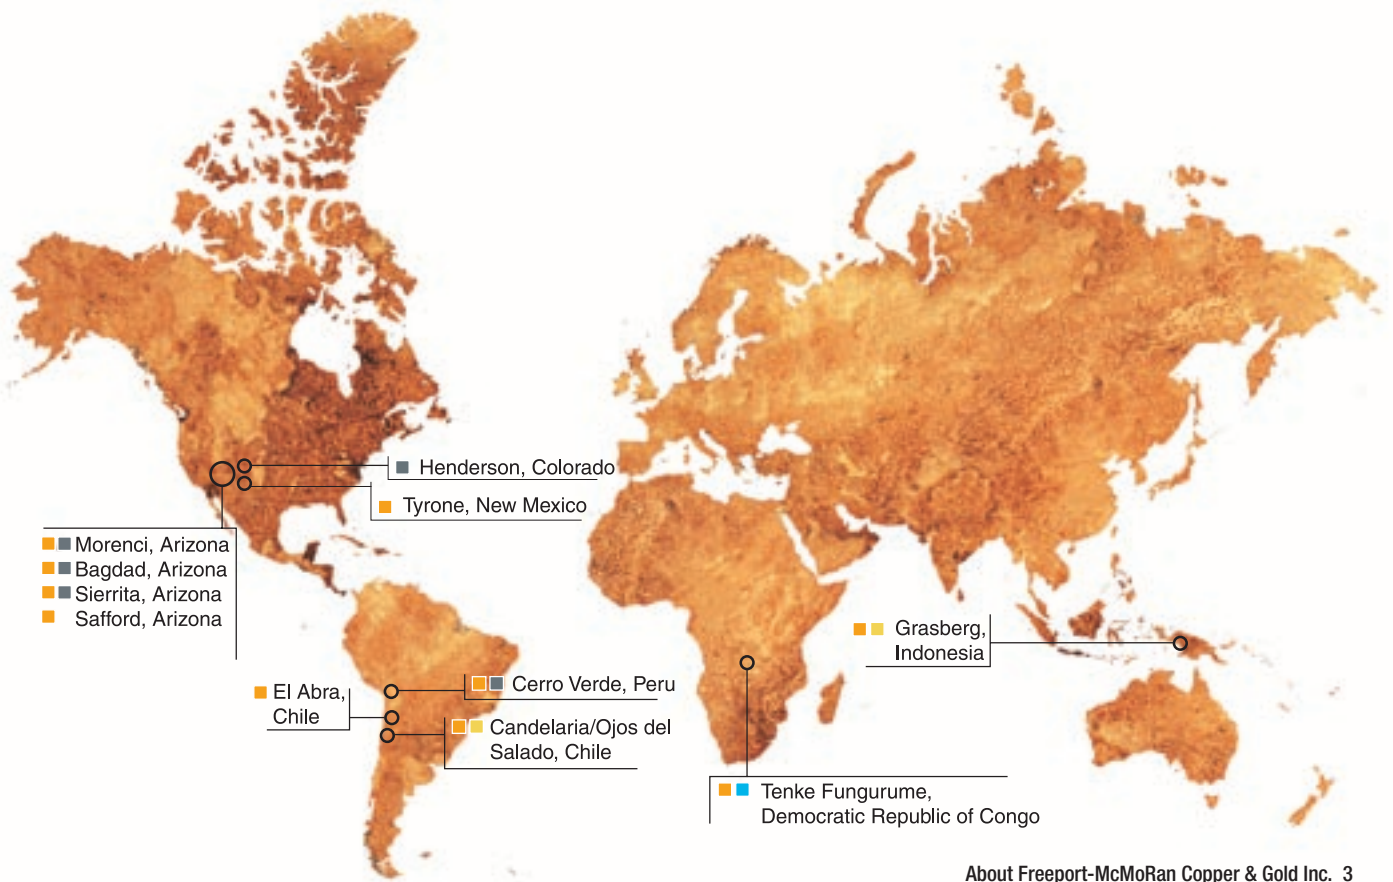 Henderson, Colorado
Tyrone, New Mexico
Morenci, Arizona
Bagdad, Arizona
Sierrita, Arizona
Safford, Arizona
Grasberg,
Indonesia
Cerro Verde, Peru
El Abra,
Chile
Candelaria/Ojos del
Salado, Chile
Tenke Fungurume,
Democratic Republic of Congo
About Freeport-McMoRan Copper & Gold Inc. 3